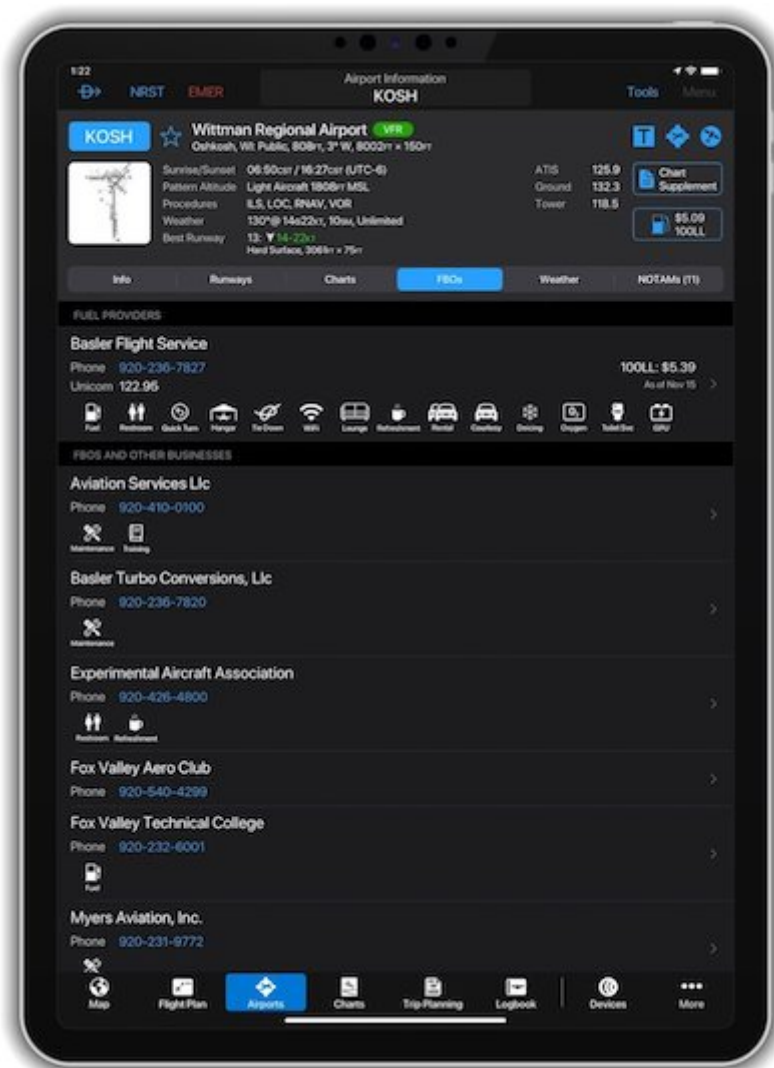 1:22
NRST EMER Airport Information Tools Menu
KOSH
KOSH Wittman Regional Airport VFR
Oshkosh, WI: Public, 808FT, 3° W, 8002FT × 150FT
Sunrise/Sunset 06:50CST / 16:27CST (UTC-6) ATIS 125.9
Pattern Altitude Light Aircraft 1808FT MSL Ground 132.3
Procedures ILS, LOC, RNAV, VOR Tower 118.5
Weather 130°@ 14G22KT, 10SM, Unlimited
Best Runway 13: ▼14-22KT
Hard Surface, 3061FT × 75FT
Chart
Supplement
$5.09
100LL
Info Runways Charts FBOs Weather NOTAMs (11)
FUEL PROVIDERS
Basler Flight Service
Phone 920-236-7827 100LL: $5.39
Unicom 122.95 As of Nov 15
Fuel Restroom Quick Turn Hangar Tie Down WiFi Lounge Refreshment Rental Courtesy Deicing Oxygen Toilet Svc GPU
FBOS AND OTHER BUSINESSES
Aviation Services Llc
Phone 920-410-0100
Maintenance Training
Basler Turbo Conversions, Llc
Phone 920-236-7820
Maintenance
Experimental Aircraft Association
Phone 920-426-4800
Restroom Refreshment
Fox Valley Aero Club
Phone 920-540-4299
Fox Valley Technical College
Phone 920-232-6001
Fuel
Myers Aviation, Inc.
Phone 920-231-9772
Map Flight Plan Airports Charts Trip Planning Logbook Devices More